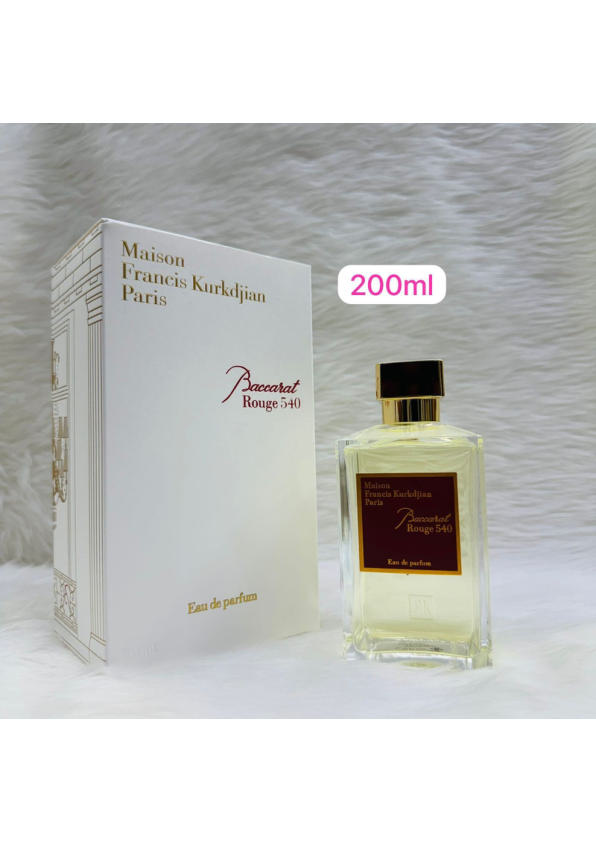 Maison
Francis Kurkdjian
Paris
Baccarat
Rouge 540
Eau de parfum
200ml
Maison
Francis Kurkdjian
Paris
Baccarat
Rouge 540
Eau de parfum